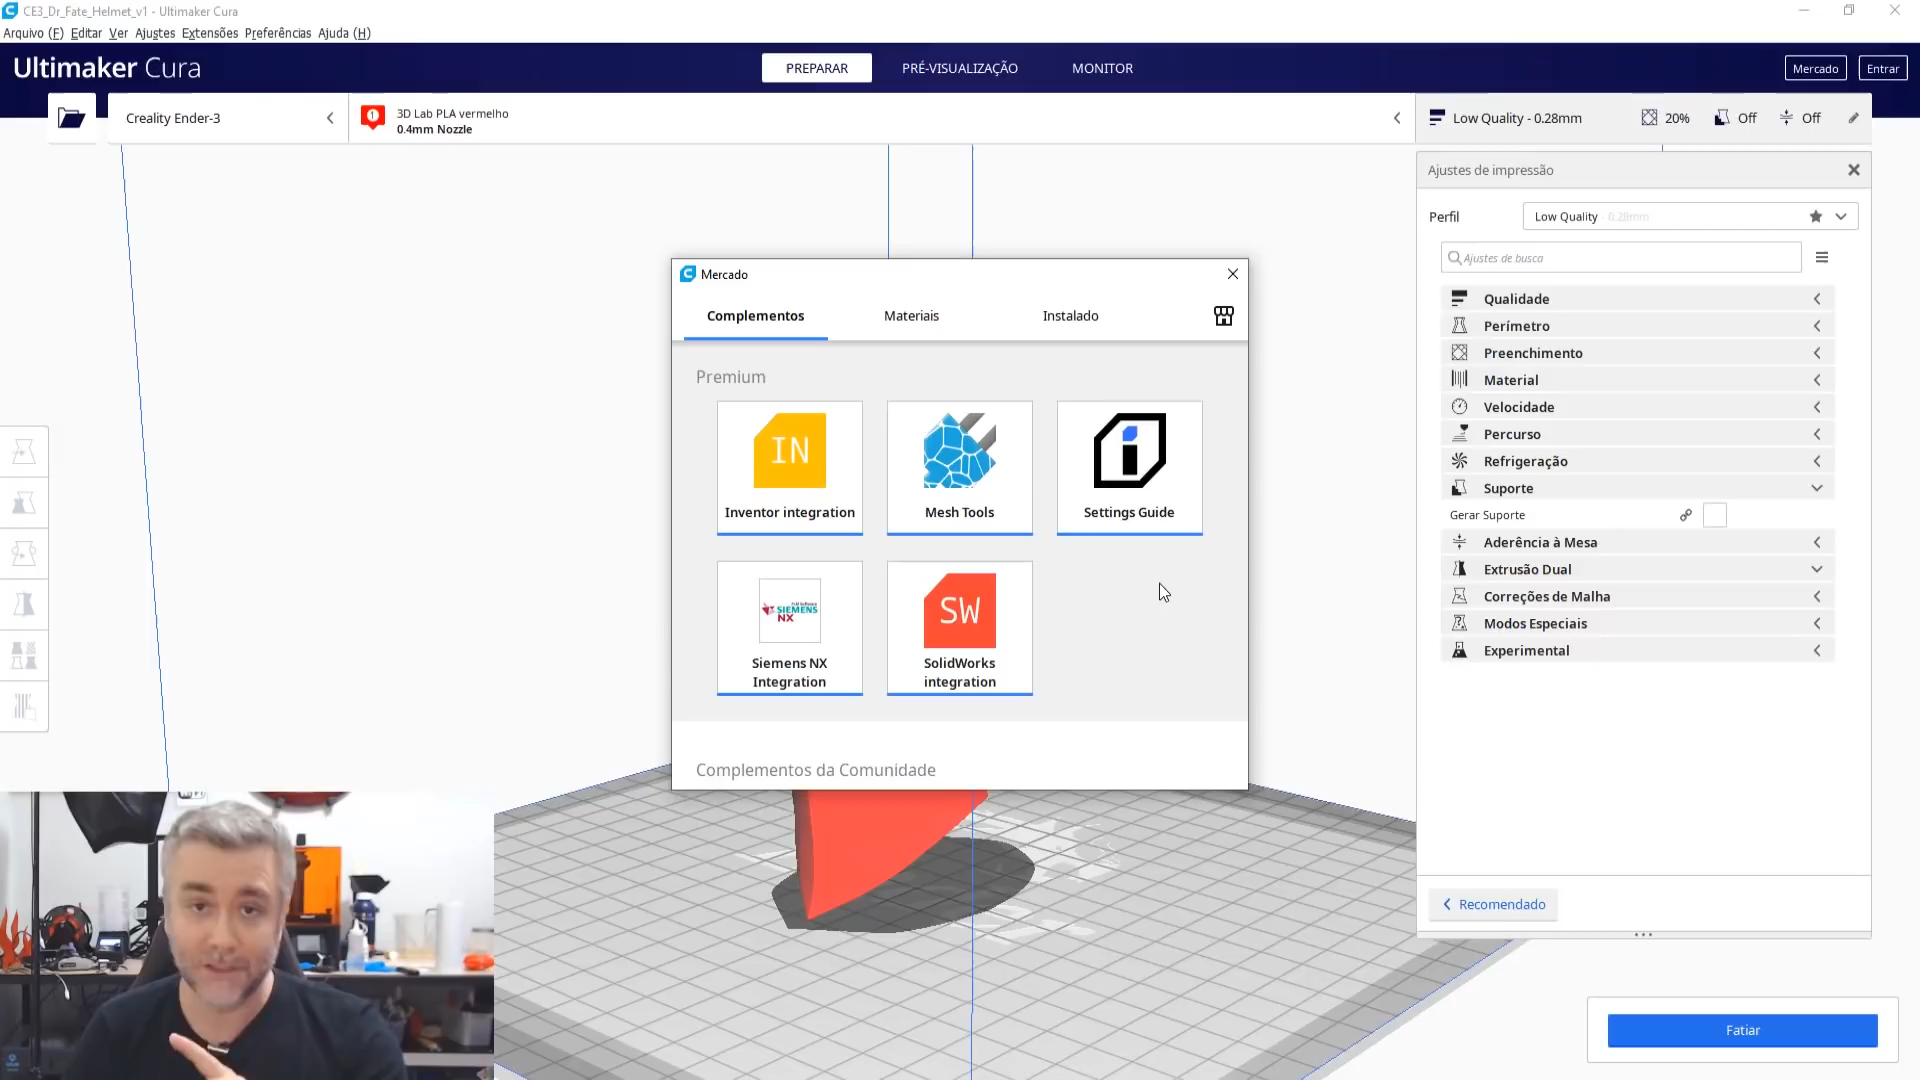 CE3_Dr_Fate_Helmet_v1 - Ultimaker Cura
Arquivo (F) Editar Ver Ajustes Extensões Preferências Ajuda (H)
Ultimaker Cura
PREPARAR
PRÉ-VISUALIZAÇÃO
MONITOR
Mercado
Entrar
Creality Ender-3
1
3D Lab PLA vermelho
0.4mm Nozzle
Low Quality - 0.28mm
20%
Off
Off
Ajustes de impressão
Perfil
Low Quality - 0.28mm
Ajustes de busca
Qualidade
Perímetro
Preenchimento
Material
Velocidade
Percurso
Refrigeração
Suporte
Gerar Suporte
Aderência à Mesa
Extrusão Dual
Correções de Malha
Modos Especiais
Experimental
Recomendado
Fatiar
Mercado
Complementos
Materiais
Instalado
Premium
IN
Inventor integration
Mesh Tools
Settings Guide
SIEMENS
NX
Siemens NX
Integration
SW
SolidWorks
integration
Complementos da Comunidade